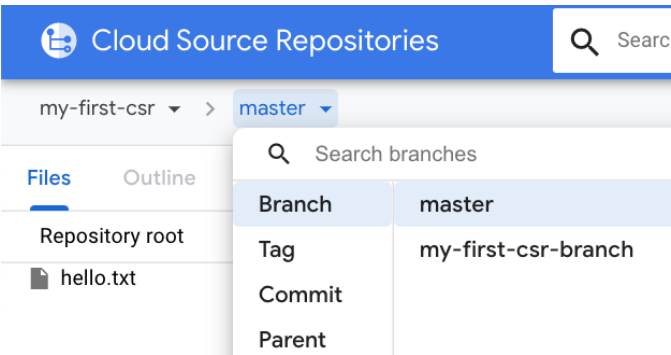 Cloud Source Repositories
Searc
my-first-csr > master
Search branches
Files Outline
Branch master
Repository root
Tag my-first-csr-branch
hello.txt
Commit
Parent